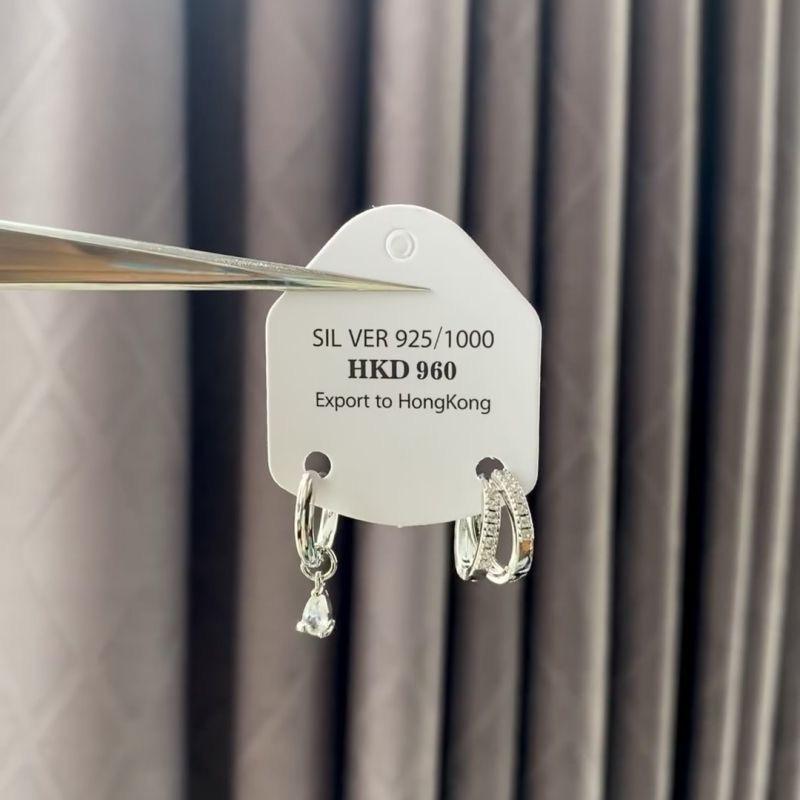 SIL VER 925/1000
HKD 960
Export to HongKong